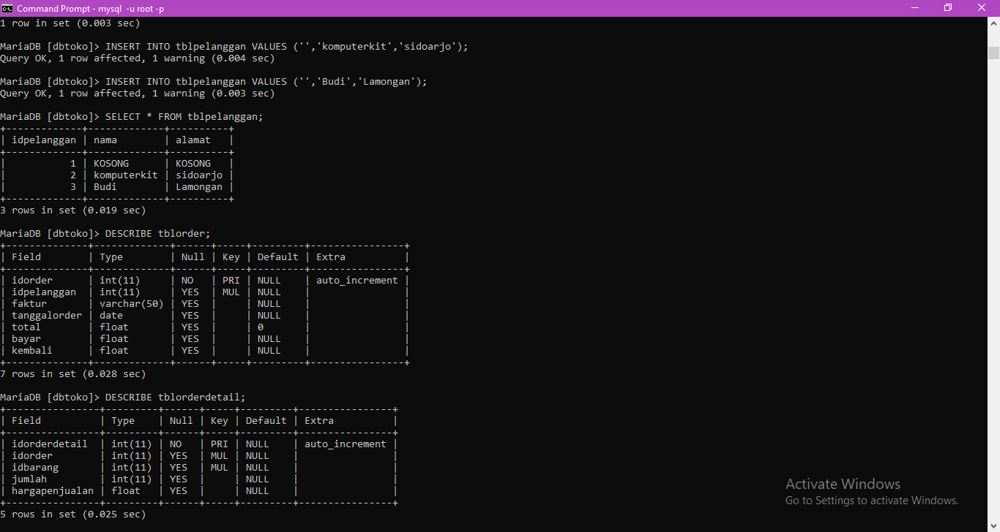 Command Prompt - mysql -u root -p
1 row in set (0.003 sec)
MariaDB [dbtoko]> INSERT INTO tblpelanggan VALUES ('','komputerkit','sidoarjo');
Query OK, 1 row affected, 1 warning (0.004 sec)
MariaDB [dbtoko]> INSERT INTO tblpelanggan VALUES ('','Budi','Lamongan');
Query OK, 1 row affected, 1 warning (0.003 sec)
MariaDB [dbtoko]> SELECT * FROM tblpelanggan;
+-------------+-------------+----------+
| idpelanggan | nama        | alamat   |
+-------------+-------------+----------+
|           1 | KOSONG      | KOSONG   |
|           2 | komputerkit | sidoarjo |
|           3 | Budi        | Lamongan |
+-------------+-------------+----------+
3 rows in set (0.019 sec)
MariaDB [dbtoko]> DESCRIBE tblorder;
+--------------+-------------+------+-----+---------+----------------+
| Field        | Type        | Null | Key | Default | Extra          |
+--------------+-------------+------+-----+---------+----------------+
| idorder      | int(11)     | NO   | PRI | NULL    | auto_increment |
| idpelanggan  | int(11)     | YES  | MUL | NULL    |                |
| faktur       | varchar(50) | YES  |     | NULL    |                |
| tanggalorder | date        | YES  |     | NULL    |                |
| total        | float       | YES  |     | 0       |                |
| bayar        | float       | YES  |     | NULL    |                |
| kembali      | float       | YES  |     | NULL    |                |
+--------------+-------------+------+-----+---------+----------------+
7 rows in set (0.028 sec)
MariaDB [dbtoko]> DESCRIBE tblorderdetail;
+----------------+---------+------+-----+---------+----------------+
| Field          | Type    | Null | Key | Default | Extra          |
+----------------+---------+------+-----+---------+----------------+
| idorderdetail  | int(11) | NO   | PRI | NULL    | auto_increment |
| idorder        | int(11) | YES  | MUL | NULL    |                |
| idbarang       | int(11) | YES  | MUL | NULL    |                |
| jumlah         | int(11) | YES  |     | NULL    |                |
| hargapenjualan | float   | YES  |     | NULL    |                |
+----------------+---------+------+-----+---------+----------------+
5 rows in set (0.025 sec)
Activate Windows
Go to Settings to activate Windows.